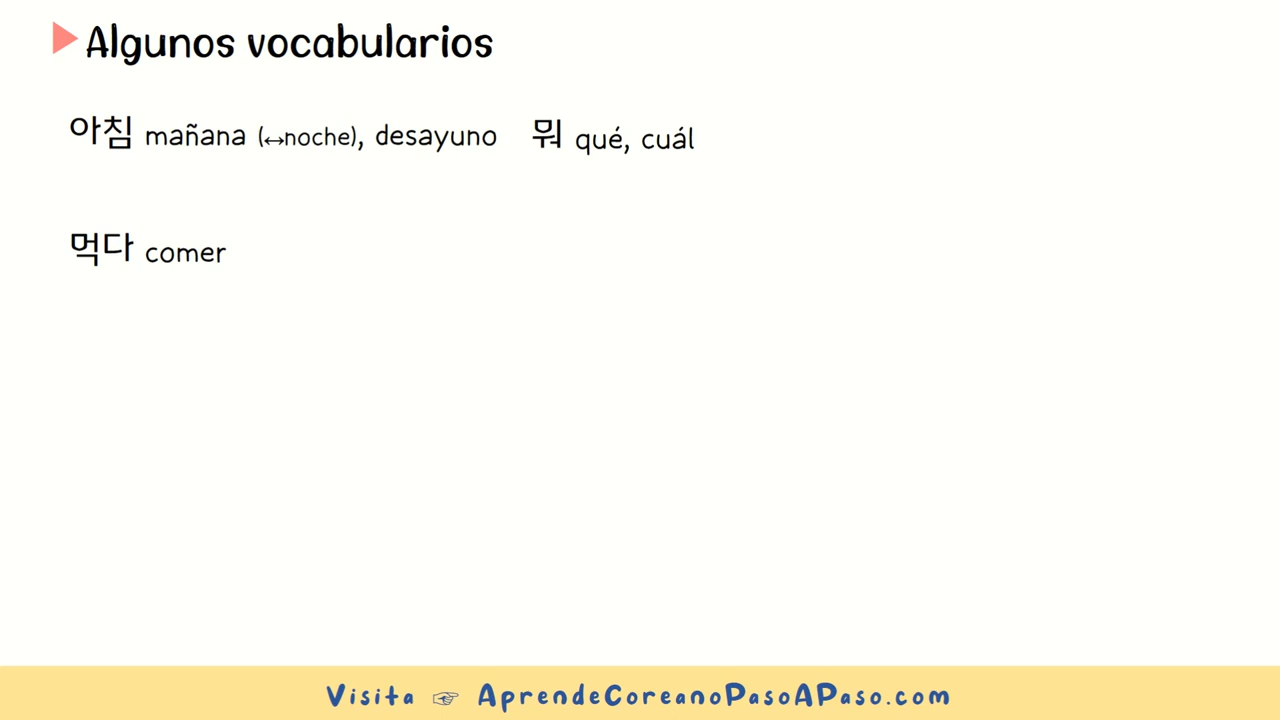 Algunos vocabularios
아침 mañana (↔noche), desayuno 뭐 qué, cuál
먹다 comer
Visita ☞ AprendeCoreanoPasoAPaso.com